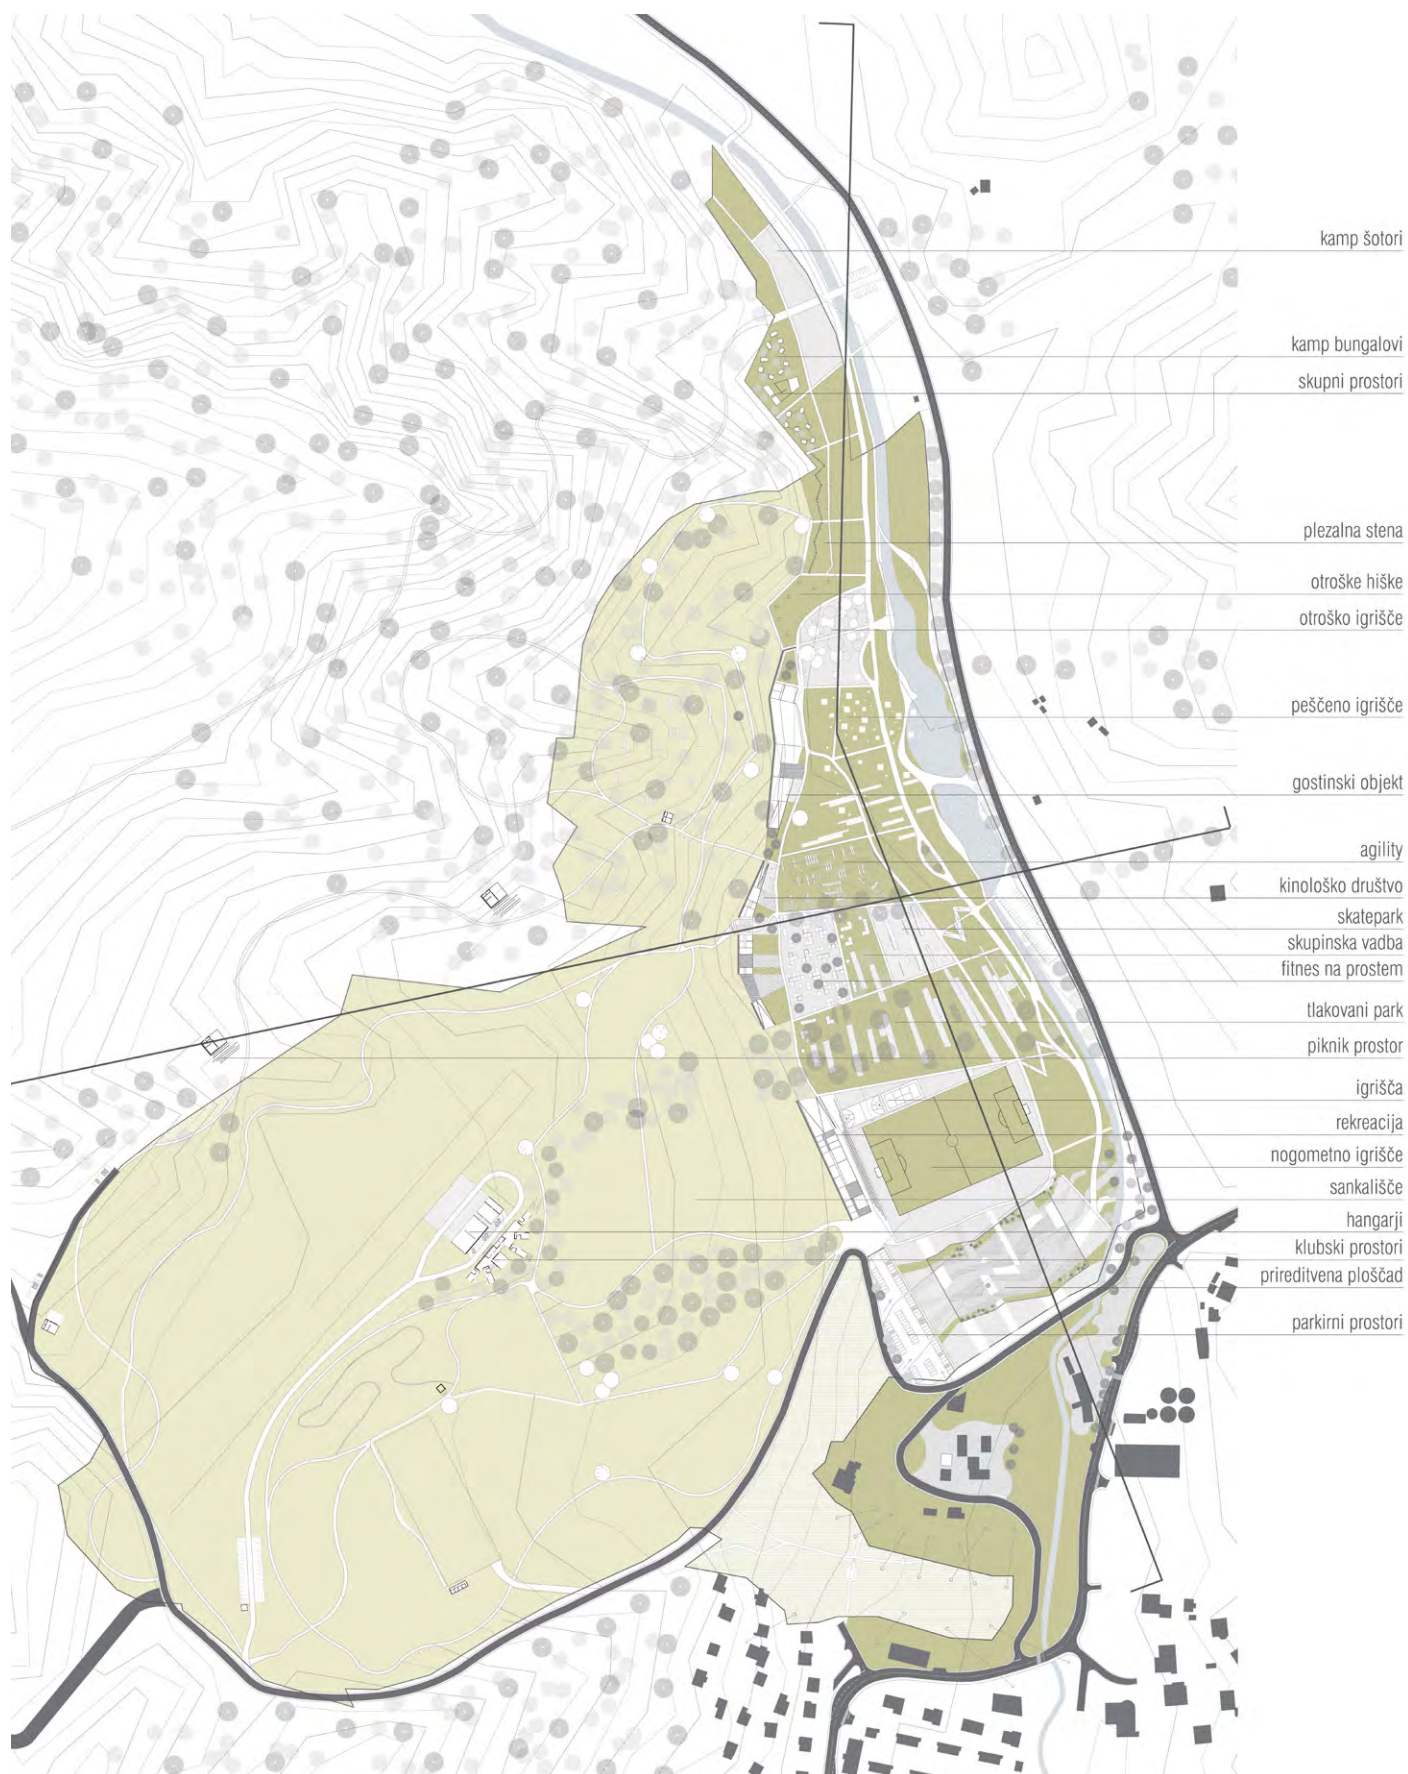 kamp šotori
kamp bungalovi
skupni prostori
plezalna stena
otroške hiške
otroško igrišče
peščeno igrišče
gostinski objekt
agility
kinološko društvo
skatepark
skupinska vadba
fitnes na prostem
tlakovani park
piknik prostor
igrišča
rekreacija
nogometno igrišče
sankališče
hangarji
klubski prostori
prireditvena ploščad
parkirni prostori